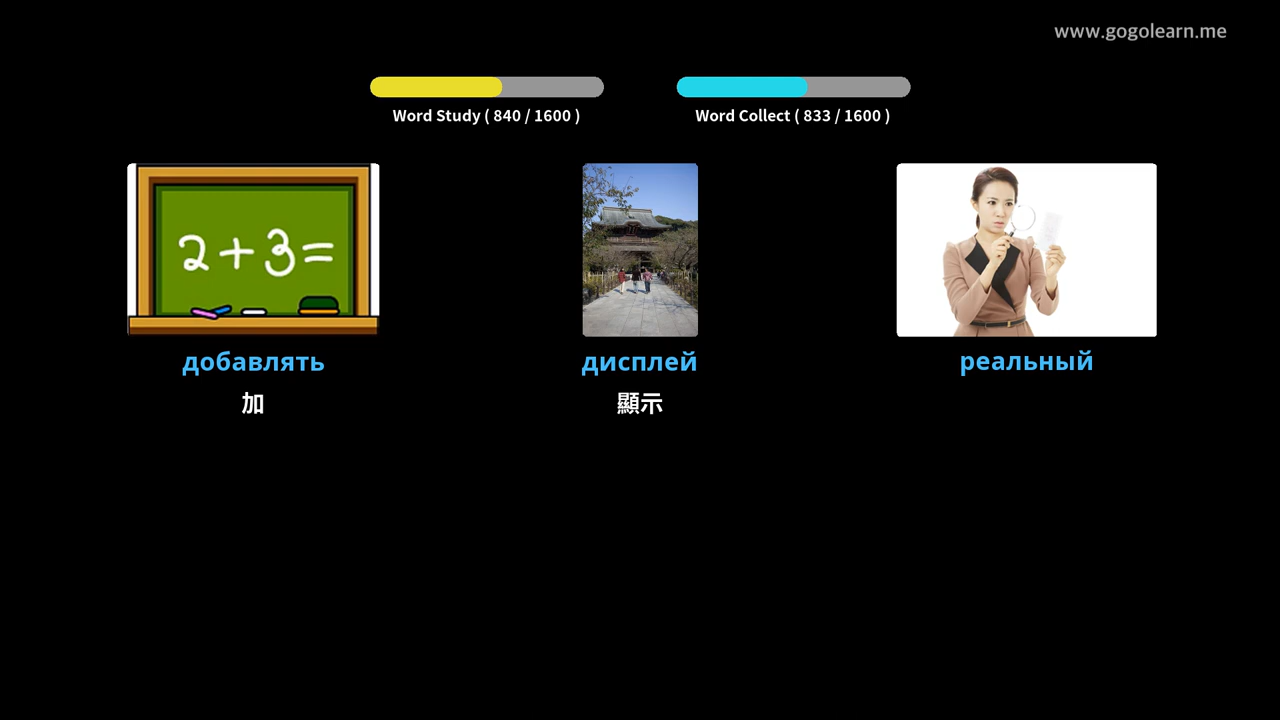 www.gogolearn.me
Word Study ( 840 / 1600 )
Word Collect ( 833 / 1600 )
2+3=
добавлять
дисплей
реальный
加
顯示